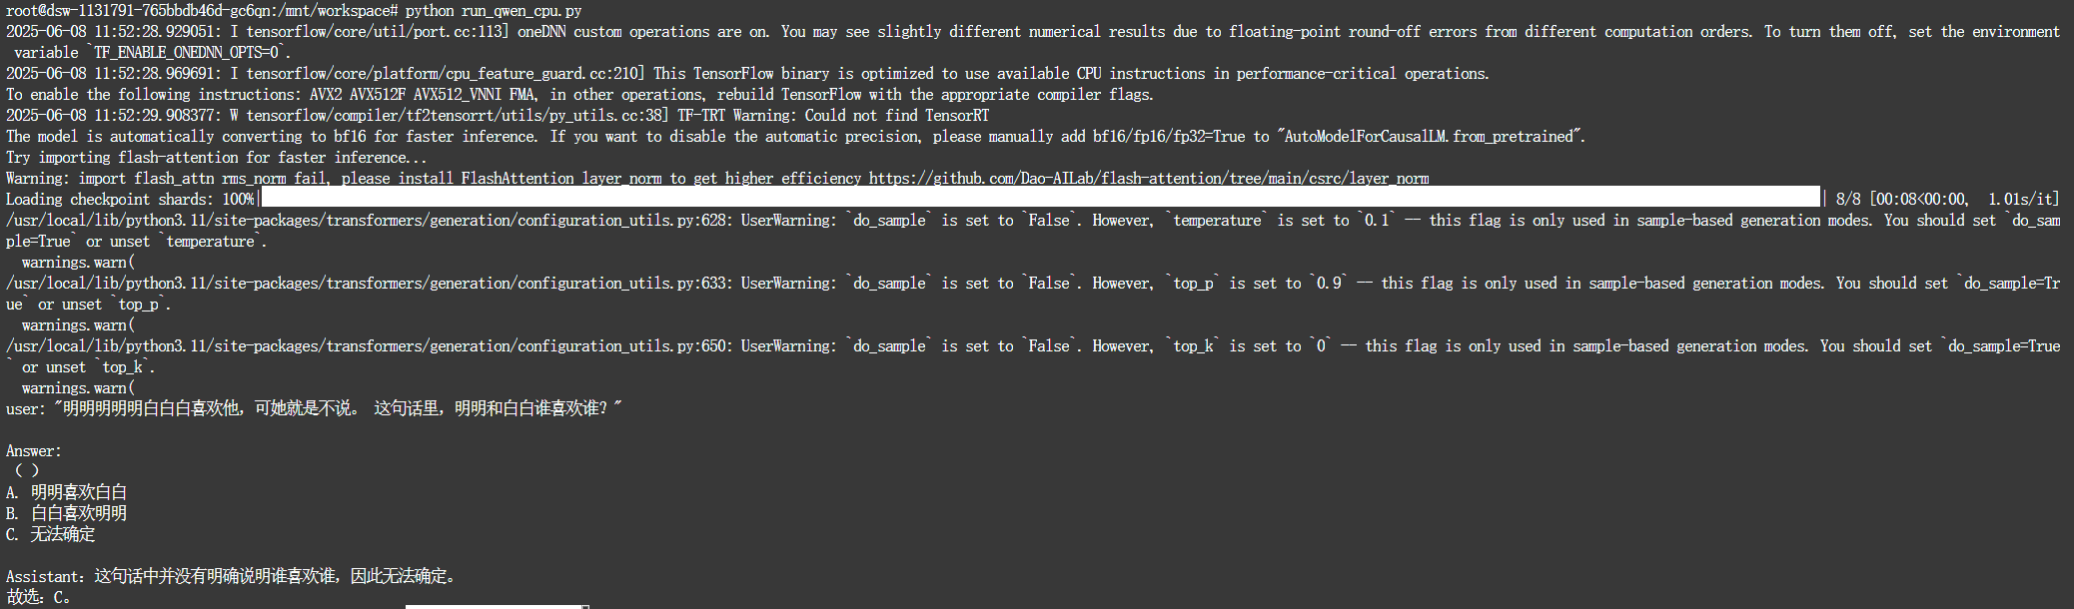 root@dsw-1131791-765bbdb46d-gc6qn:/mnt/workspace# python run_qwen_cpu.py
2025-06-08 11:52:28.929051: I tensorflow/core/util/port.cc:113] oneDNN custom operations are on. You may see slightly different numerical results due to floating-point round-off errors from different computation orders. To turn them off, set the environment
 variable `TF_ENABLE_ONEDNN_OPTS=0`.
2025-06-08 11:52:28.969691: I tensorflow/core/platform/cpu_feature_guard.cc:210] This TensorFlow binary is optimized to use available CPU instructions in performance-critical operations.
To enable the following instructions: AVX2 AVX512F AVX512_VNNI FMA, in other operations, rebuild TensorFlow with the appropriate compiler flags.
2025-06-08 11:52:29.908377: W tensorflow/compiler/tf2tensorrt/utils/py_utils.cc:38] TF-TRT Warning: Could not find TensorRT
The model is automatically converting to bf16 for faster inference. If you want to disable the automatic precision, please manually add bf16/fp16/fp32=True to "AutoModelForCausalLM.from_pretrained".
Try importing flash-attention for faster inference...
Warning: import flash_attn rms_norm fail, please install FlashAttention layer_norm to get higher efficiency https://github.com/Dao-AILab/flash-attention/tree/main/csrc/layer_norm
Loading checkpoint shards: 100%| | 8/8 [00:08<00:00, 1.01s/it]
/usr/local/lib/python3.11/site-packages/transformers/generation/configuration_utils.py:628: UserWarning: `do_sample` is set to `False`. However, `temperature` is set to `0.1` -- this flag is only used in sample-based generation modes. You should set `do_sam
ple=True` or unset `temperature`.
  warnings.warn(
/usr/local/lib/python3.11/site-packages/transformers/generation/configuration_utils.py:633: UserWarning: `do_sample` is set to `False`. However, `top_p` is set to `0.9` -- this flag is only used in sample-based generation modes. You should set `do_sample=Tr
ue` or unset `top_p`.
  warnings.warn(
/usr/local/lib/python3.11/site-packages/transformers/generation/configuration_utils.py:650: UserWarning: `do_sample` is set to `False`. However, `top_k` is set to `0` -- this flag is only used in sample-based generation modes. You should set `do_sample=True
` or unset `top_k`.
  warnings.warn(
user: "明明明明明白白白喜欢他，可她就是不说。 这句话里，明明和白白谁喜欢谁？"
Answer:
（ ）
A. 明明喜欢白白
B. 白白喜欢明明
C. 无法确定
Assistant: 这句话中并没有明确说明谁喜欢谁，因此无法确定。
故选：C。